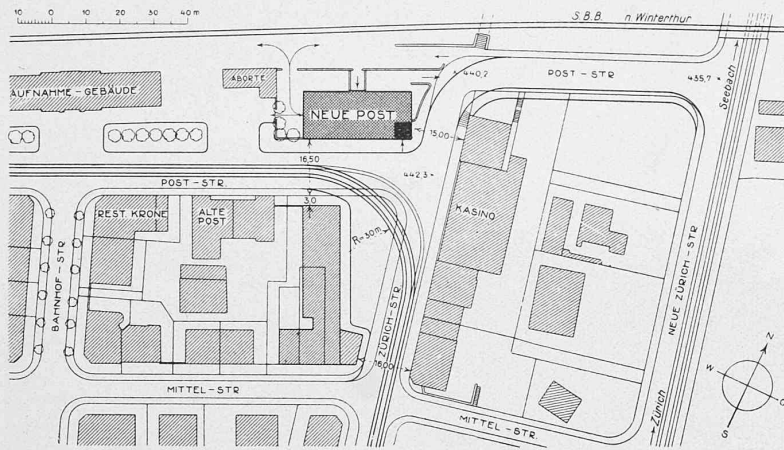 10 0 10 20 30 40 m
S.B.B. n. Winterthur
ABORTE
440,2
POST-STR
435,7
Seebach
AUFNAHME-GEBÄUDE
NEUE POST
15,00
16,50
442,3
POST-STR.
3,0
REST. KRONE
ALTE
POST
KASINO
R=30m
BAHNHOF-STR
ZÜRICH-STR.
NEUE ZÜRICH-STR
16,00
MITTEL-STR
MITTEL-STR.
Zürich
N
W
O
S